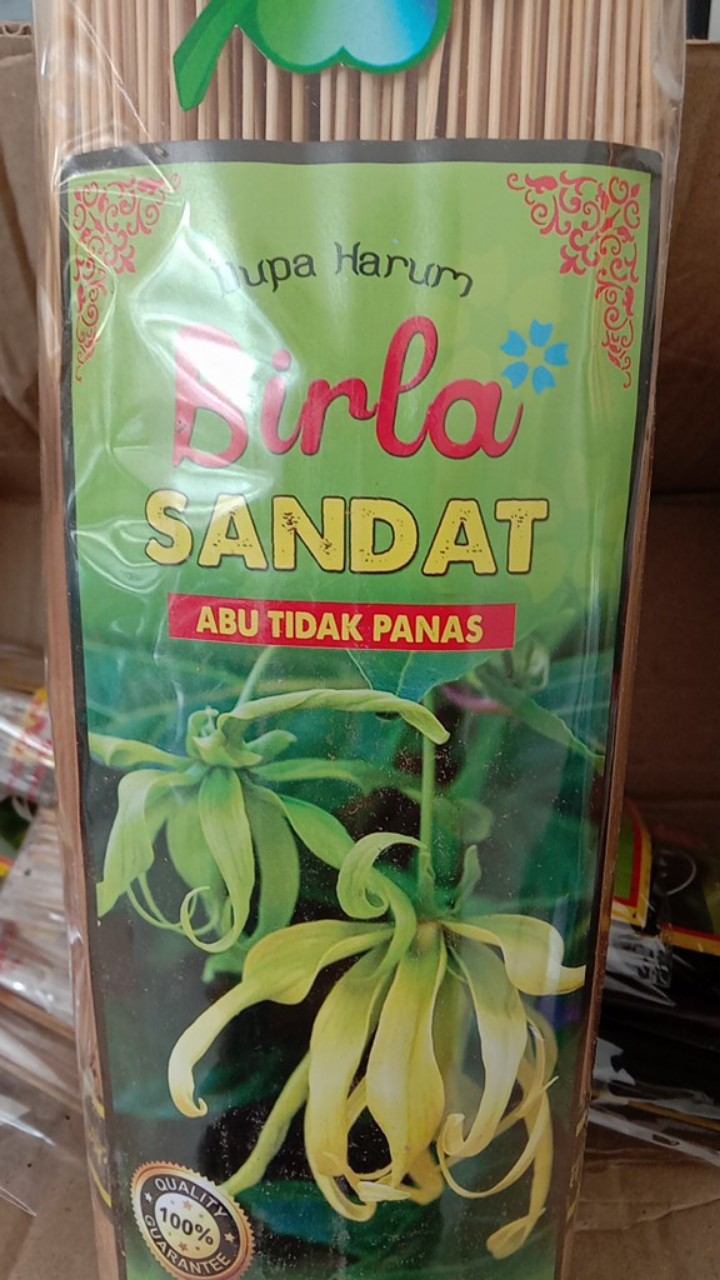 Dupa Harum
Birla
SANDAT
ABU TIDAK PANAS
QUALITY
100%
GUARANTEE